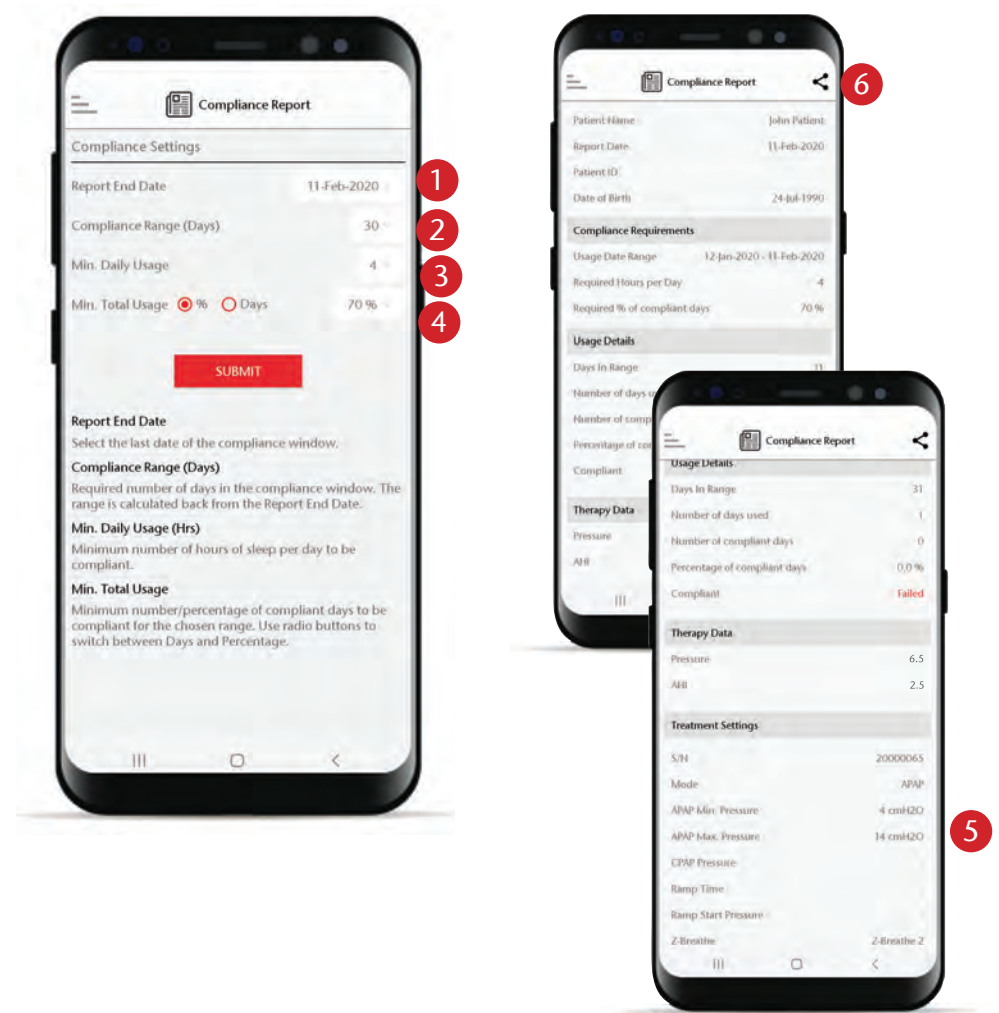 Compliance Report
Compliance Settings
Report End Date 11-Feb-2020
1
Compliance Range (Days) 30
2
Min. Daily Usage 4
3
Min. Total Usage % Days 70 %
4
SUBMIT
Report End Date
Select the last date of the compliance window.
Compliance Range (Days)
Required number of days in the compliance window. The
range is calculated back from the Report End Date.
Min. Daily Usage (Hrs)
Minimum number of hours of sleep per day to be
compliant.
Min. Total Usage
Minimum number/percentage of compliant days to be
compliant for the chosen range. Use radio buttons to
switch between Days and Percentage.
Compliance Report
6
Patient Name John Patient
Report Date 11-Feb-2020
Patient ID
Date of Birth 24-Jul-1990
Compliance Requirements
Usage Date Range 12-Jan-2020 - 11-Feb-2020
Required Hours per Day 4
Required % of compliant days 70 %
Usage Details
Days In Range 31
Number of days
Number of
Percentage of
Compliant
Therapy Data
Pressure
AHI
Compliance Report
Usage Details
Days In Range 31
Number of days used 1
Number of compliant days 0
Percentage of compliant days 0,0 %
Compliant Failed
Therapy Data
Pressure 6.5
AHI 2.5
Treatment Settings
S/N 20000065
Mode APAP
APAP Min. Pressure 4 cmH2O
APAP Max. Pressure 14 cmH2O
5
CPAP Pressure
Ramp Time
Ramp Start Pressure
Z-Breathe Z-Breathe 2